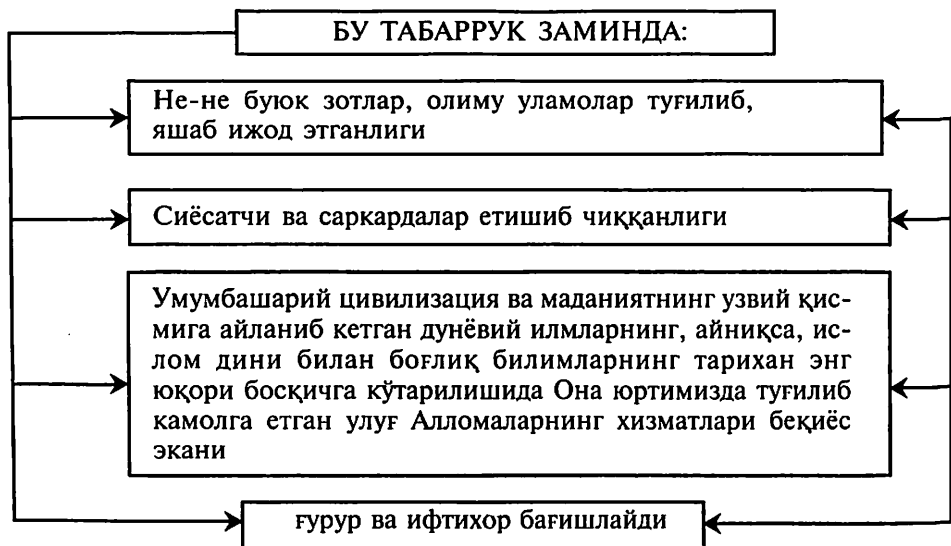 БУ ТАБАРРУК ЗАМИНДА:
Не-не буюк зотлар, олиму уламолар туғилиб,
яшаб ижод этганлиги
Сиёсатчи ва саркардалар етишиб чиққанлиги
Умумбашарий цивилизация ва маданиятнинг узвий қис-
мига айланиб кетган дунёвий илмларнинг, айниқса, ис-
лом дини билан боғлиқ билимларнинг тарихан энг
юқори босқичга кўтарилишида Она юртимизда туғилиб
камолга етган улуғ Алломаларнинг хизматлари беқиёс
экани
ғурур ва ифтихор бағишлайди